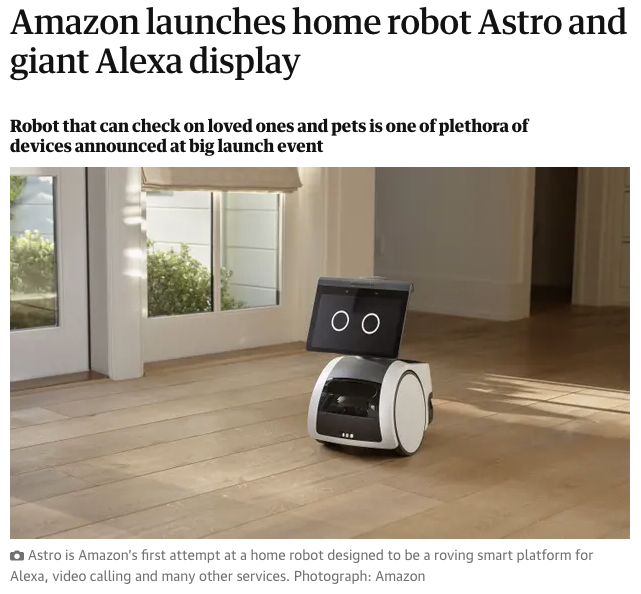 Amazon launches home robot Astro and
giant Alexa display
Robot that can check on loved ones and pets is one of plethora of
devices announced at big launch event
Astro is Amazon's first attempt at a home robot designed to be a roving smart platform for
Alexa, video calling and many other services. Photograph: Amazon